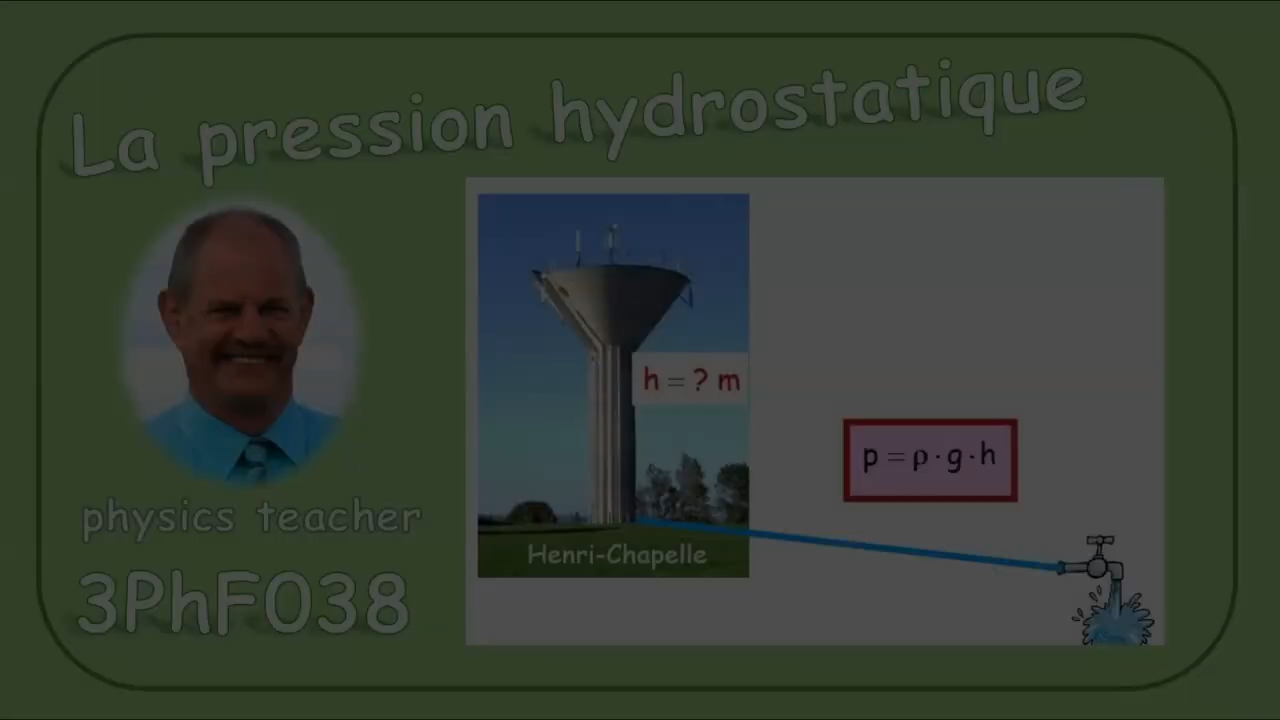 La pression hydrostatique
h = ? m
p = ρ · g · h
Henri-Chapelle
physics teacher
3PhF038